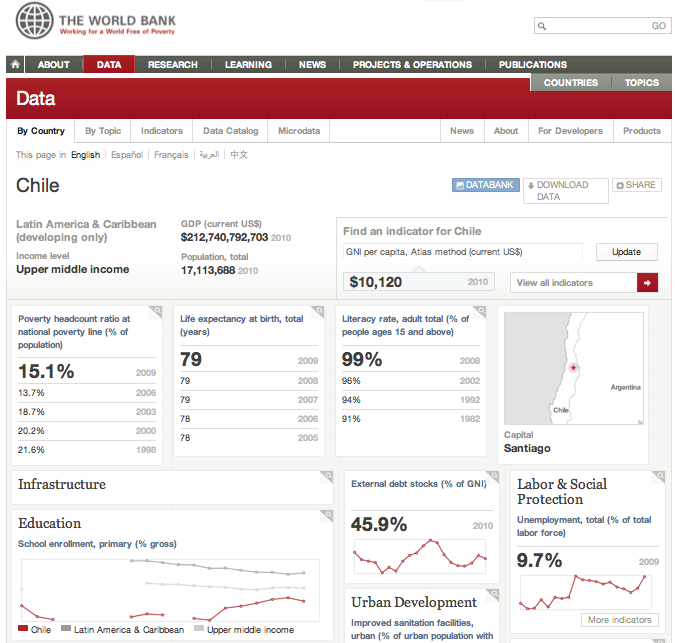 THE WORLD BANK
Working for a World Free of Poverty
GO
ABOUT DATA RESEARCH LEARNING NEWS PROJECTS & OPERATIONS PUBLICATIONS
COUNTRIES TOPICS
Data
By Country By Topic Indicators Data Catalog Microdata News About For Developers Products
This page in English Español Français العربية 中文
Chile
DATABANK
DOWNLOAD DATA
SHARE
Latin America & Caribbean
(developing only)
Income level
Upper middle income
GDP (current US$)
$212,740,792,703 2010
Population, total
17,113,688 2010
Find an indicator for Chile
GNI per capita, Atlas method (current US$)
Update
$10,120 2010
View all indicators
Poverty headcount ratio at
national poverty line (% of
population)
15.1% 2009
13.7% 2006
18.7% 2003
20.2% 2000
21.6% 1998
Life expectancy at birth, total
(years)
79 2009
79 2008
79 2007
78 2006
78 2005
Literacy rate, adult total (% of
people ages 15 and above)
99% 2008
96% 2002
94% 1992
91% 1982
Argentina
Chile
Capital
Santiago
Infrastructure
Education
School enrollment, primary (% gross)
Chile Latin America & Caribbean Upper middle income
External debt stocks (% of GNI)
45.9% 2010
Urban Development
Improved sanitation facilities,
urban (% of urban population with
Labor & Social
Protection
Unemployment, total (% of total
labor force)
9.7% 2009
More indicators